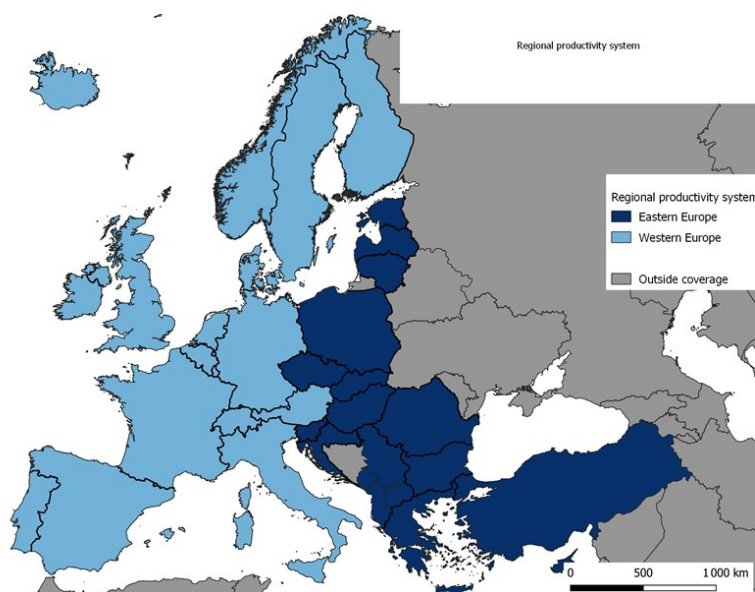 Regional productivity system
Regional productivity system
Eastern Europe
Western Europe
Outside coverage
0 500 1 000 km